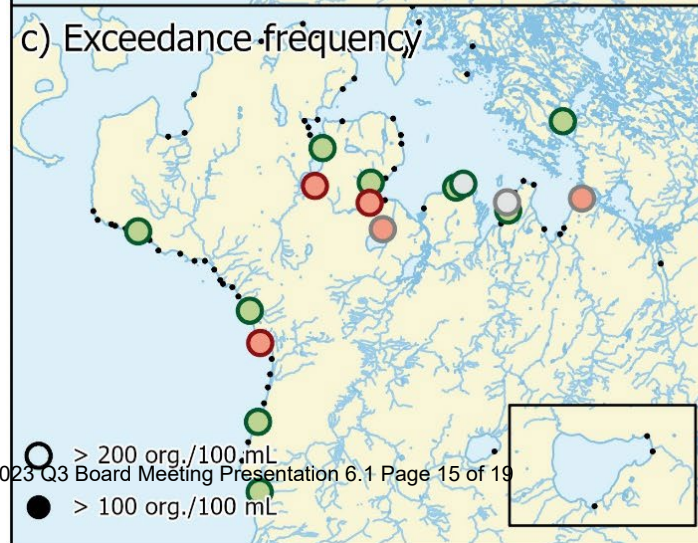 c) Exceedance frequency
> 200 org./100 mL
023 Q3 Board Meeting Presentation 6.1 Page 15 of 19
> 100 org./100 mL